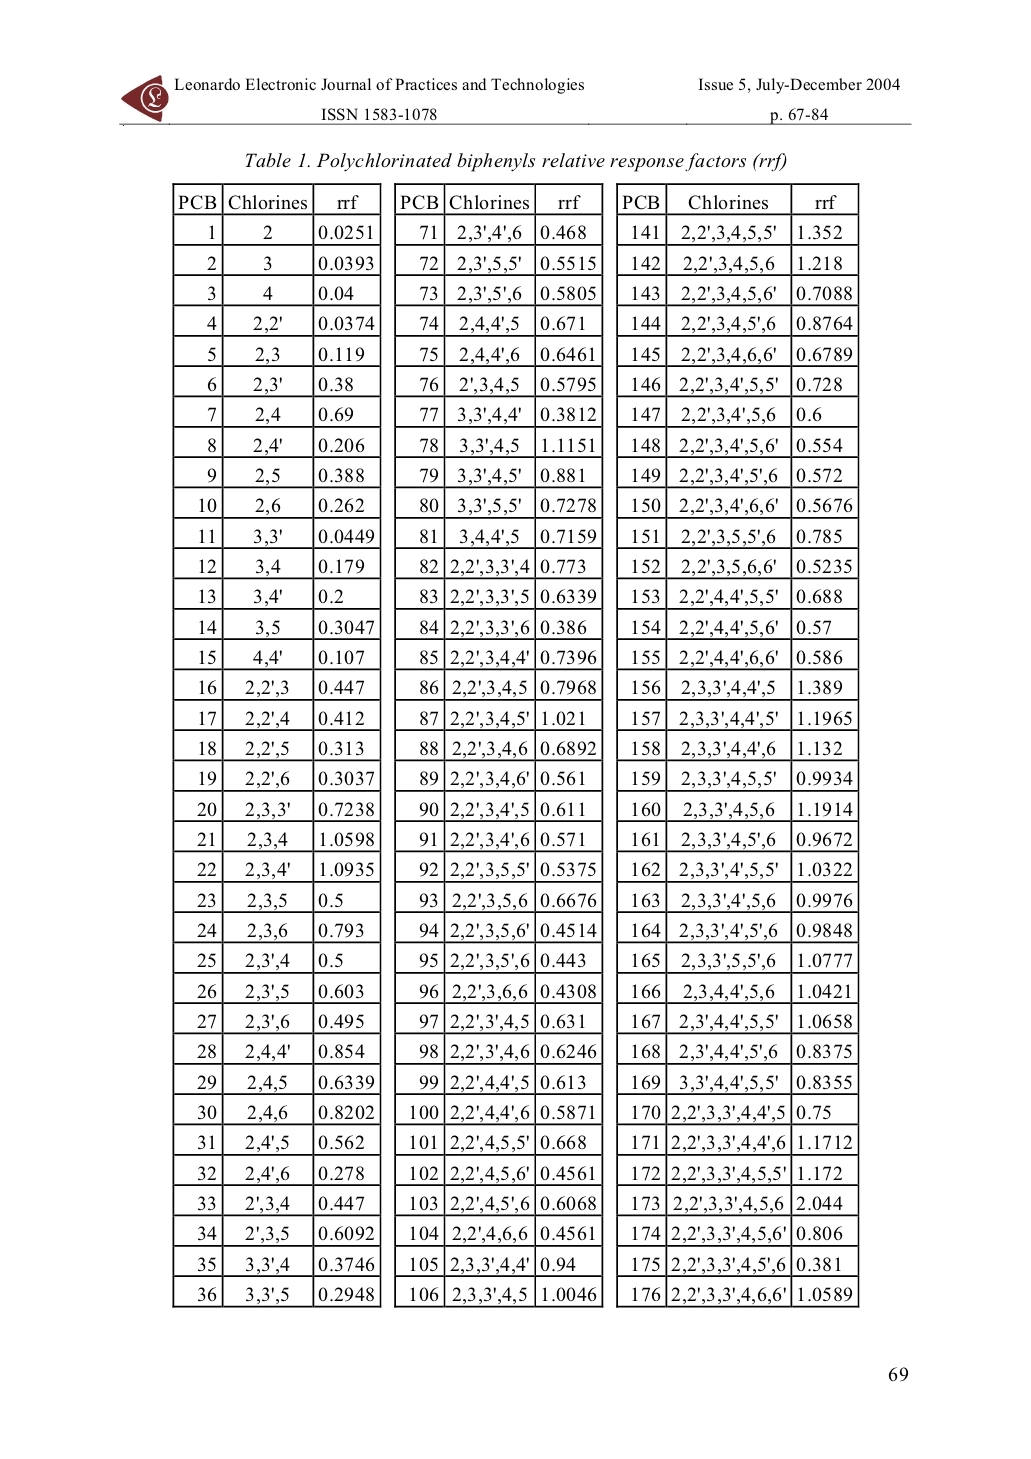 Leonardo Electronic Journal of Practices and Technologies Issue 5, July-December 2004
ISSN 1583-1078 p. 67-84
Table 1. Polychlorinated biphenyls relative response factors (rrf)
PCB Chlorines rrf PCB Chlorines rrf PCB Chlorines rrf
1 2 0.0251 71 2,3',4',6 0.468 141 2,2',3,4,5,5' 1.352
2 3 0.0393 72 2,3',5,5' 0.5515 142 2,2',3,4,5,6 1.218
3 4 0.04 73 2,3',5',6 0.5805 143 2,2',3,4,5,6' 0.7088
4 2,2' 0.0374 74 2,4,4',5 0.671 144 2,2',3,4,5',6 0.8764
5 2,3 0.119 75 2,4,4',6 0.6461 145 2,2',3,4,6,6' 0.6789
6 2,3' 0.38 76 2',3,4,5 0.5795 146 2,2',3,4',5,5' 0.728
7 2,4 0.69 77 3,3',4,4' 0.3812 147 2,2',3,4',5,6 0.6
8 2,4' 0.206 78 3,3',4,5 1.1151 148 2,2',3,4',5,6' 0.554
9 2,5 0.388 79 3,3',4,5' 0.881 149 2,2',3,4',5',6 0.572
10 2,6 0.262 80 3,3',5,5' 0.7278 150 2,2',3,4',6,6' 0.5676
11 3,3' 0.0449 81 3,4,4',5 0.7159 151 2,2',3,5,5',6 0.785
12 3,4 0.179 82 2,2',3,3',4 0.773 152 2,2',3,5,6,6' 0.5235
13 3,4' 0.2 83 2,2',3,3',5 0.6339 153 2,2',4,4',5,5' 0.688
14 3,5 0.3047 84 2,2',3,3',6 0.386 154 2,2',4,4',5,6' 0.57
15 4,4' 0.107 85 2,2',3,4,4' 0.7396 155 2,2',4,4',6,6' 0.586
16 2,2',3 0.447 86 2,2',3,4,5 0.7968 156 2,3,3',4,4',5 1.389
17 2,2',4 0.412 87 2,2',3,4,5' 1.021 157 2,3,3',4,4',5' 1.1965
18 2,2',5 0.313 88 2,2',3,4,6 0.6892 158 2,3,3',4,4',6 1.132
19 2,2',6 0.3037 89 2,2',3,4,6' 0.561 159 2,3,3',4,5,5' 0.9934
20 2,3,3' 0.7238 90 2,2',3,4',5 0.611 160 2,3,3',4,5,6 1.1914
21 2,3,4 1.0598 91 2,2',3,4',6 0.571 161 2,3,3',4,5',6 0.9672
22 2,3,4' 1.0935 92 2,2',3,5,5' 0.5375 162 2,3,3',4',5,5' 1.0322
23 2,3,5 0.5 93 2,2',3,5,6 0.6676 163 2,3,3',4',5,6 0.9976
24 2,3,6 0.793 94 2,2',3,5,6' 0.4514 164 2,3,3',4',5',6 0.9848
25 2,3',4 0.5 95 2,2',3,5',6 0.443 165 2,3,3',5,5',6 1.0777
26 2,3',5 0.603 96 2,2',3,6,6 0.4308 166 2,3,4,4',5,6 1.0421
27 2,3',6 0.495 97 2,2',3',4,5 0.631 167 2,3',4,4',5,5' 1.0658
28 2,4,4' 0.854 98 2,2',3',4,6 0.6246 168 2,3',4,4',5',6 0.8375
29 2,4,5 0.6339 99 2,2',4,4',5 0.613 169 3,3',4,4',5,5' 0.8355
30 2,4,6 0.8202 100 2,2',4,4',6 0.5871 170 2,2',3,3',4,4',5 0.75
31 2,4',5 0.562 101 2,2',4,5,5' 0.668 171 2,2',3,3',4,4',6 1.1712
32 2,4',6 0.278 102 2,2',4,5,6' 0.4561 172 2,2',3,3',4,5,5' 1.172
33 2',3,4 0.447 103 2,2',4,5',6 0.6068 173 2,2',3,3',4,5,6 2.044
34 2',3,5 0.6092 104 2,2',4,6,6 0.4561 174 2,2',3,3',4,5,6' 0.806
35 3,3',4 0.3746 105 2,3,3',4,4' 0.94 175 2,2',3,3',4,5',6 0.381
36 3,3',5 0.2948 106 2,3,3',4,5 1.0046 176 2,2',3,3',4,6,6' 1.0589
69